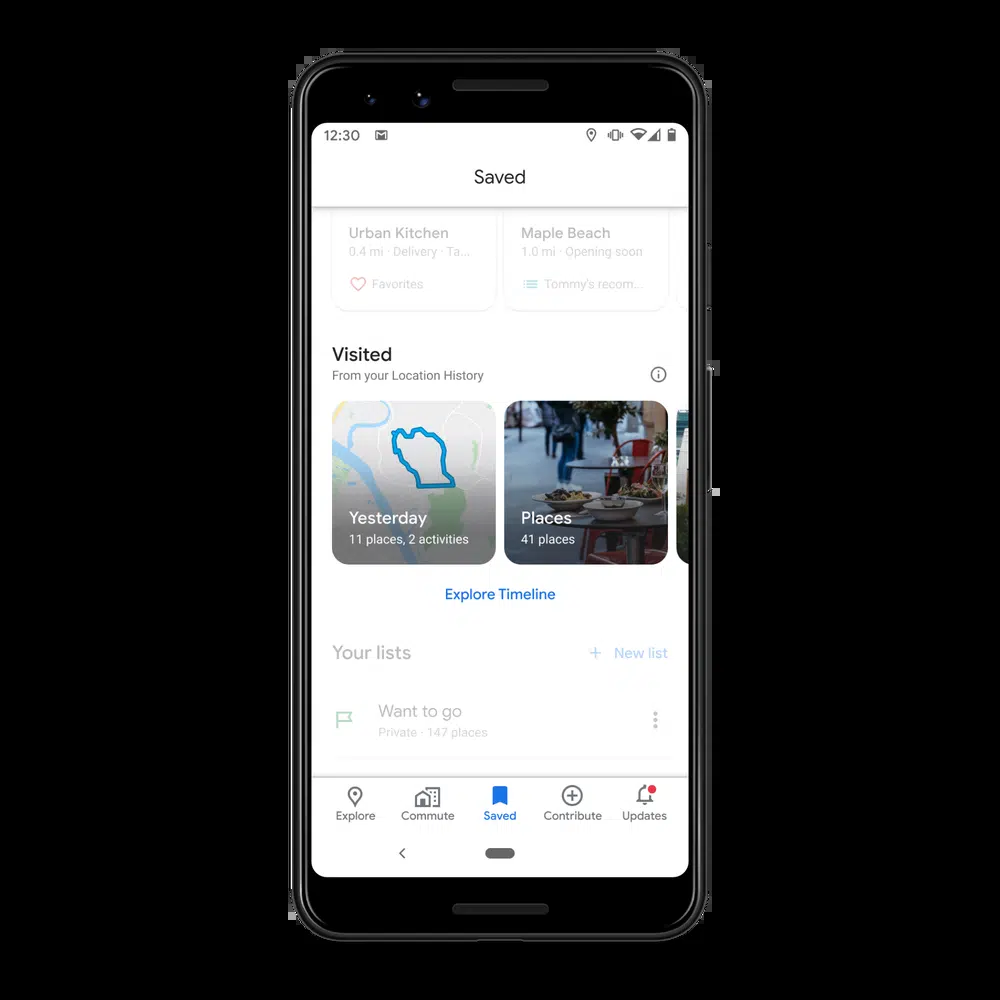 12:30
Saved
Urban Kitchen
0.4 mi · Delivery · Ta...
Favorites
Maple Beach
1.0 mi · Opening soon
Tommy's recom...
Visited
From your Location History
Yesterday
11 places, 2 activities
Places
41 places
Explore Timeline
Your lists
+ New list
Want to go
Private · 147 places
Explore
Commute
Saved
Contribute
Updates